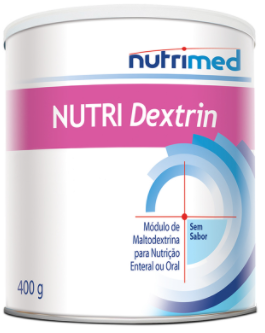 nutrimed
NUTRI Dextrin
Módulo de
Maltodextrina
para Nutrição
Enteral ou Oral
Sem
Sabor
400 g